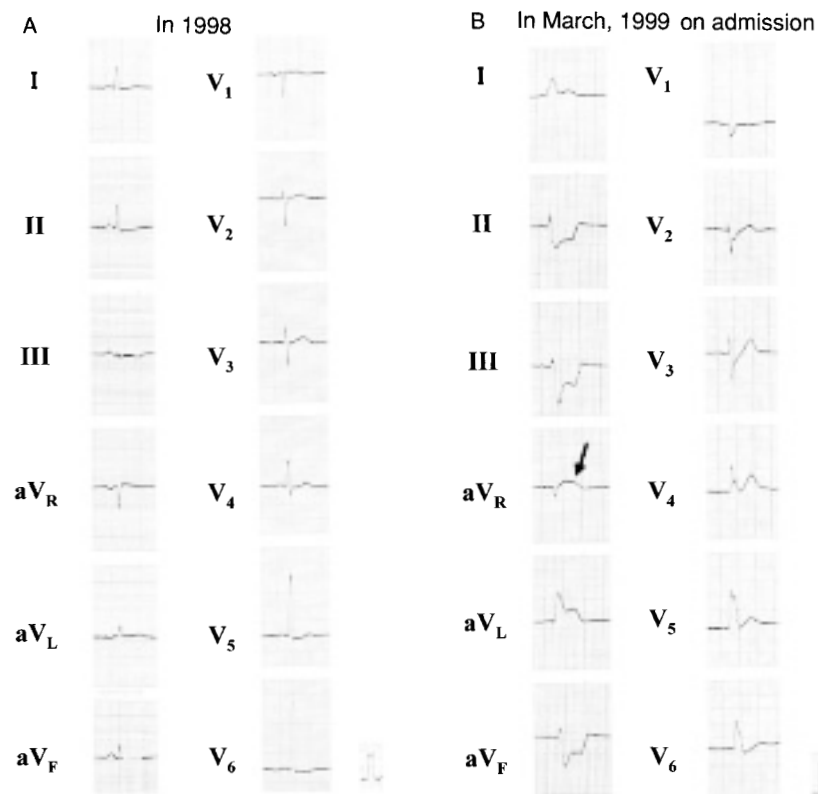 A In 1998
I V1
II V2
III V3
aVR V4
aVL V5
aVF V6
B In March, 1999 on admission
I V1
II V2
III V3
aVR V4
aVL V5
aVF V6